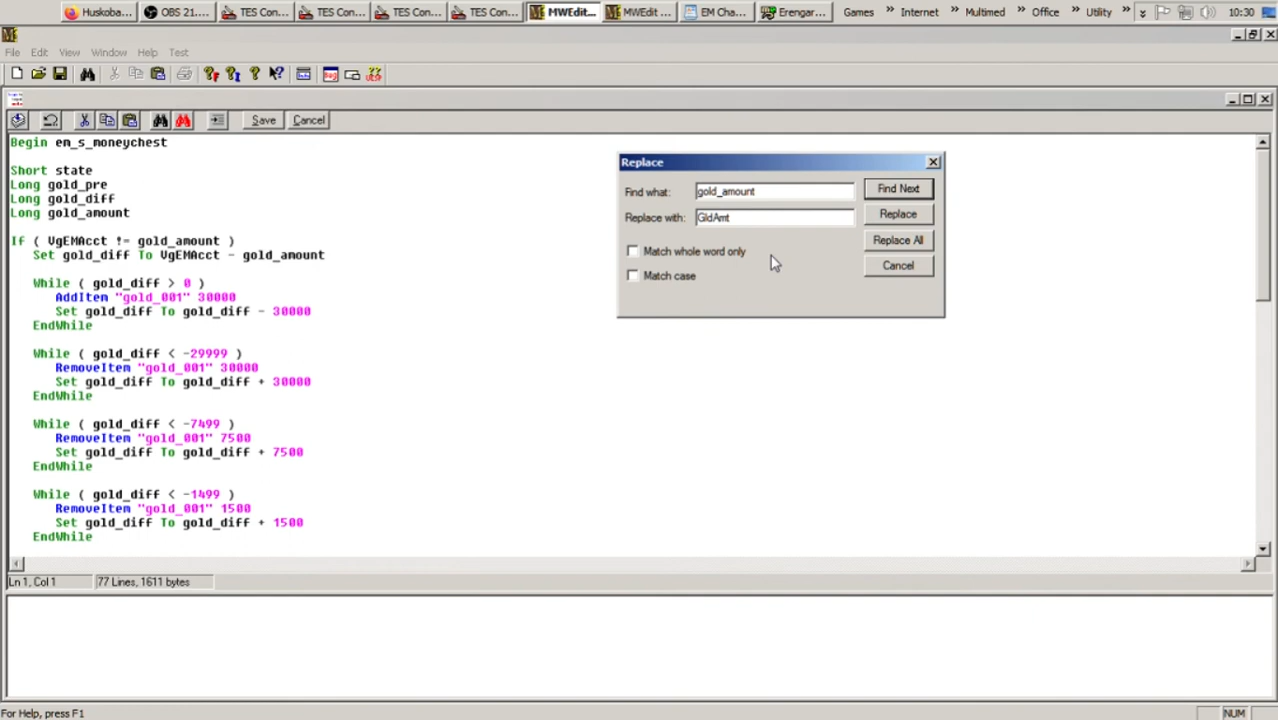 Huskoba... OBS 21.... TES Con... TES Con... TES Con... TES Con... MWEdit... MWEdit ... EM Cha... Erengar... Games » Internet » Multimed » Office » Utility » 10:30
File Edit View Window Help Test
Save Cancel
Begin em_s_moneychest
Short state
Long gold_pre
Long gold_diff
Long gold_amount
If ( VgEMAcct != gold_amount )
Set gold_diff To VgEMAcct - gold_amount
While ( gold_diff > 0 )
AddItem "gold_001" 30000
Set gold_diff To gold_diff - 30000
EndWhile
While ( gold_diff < -29999 )
RemoveItem "gold_001" 30000
Set gold_diff To gold_diff + 30000
EndWhile
While ( gold_diff < -7499 )
RemoveItem "gold_001" 7500
Set gold_diff To gold_diff + 7500
EndWhile
While ( gold_diff < -1499 )
RemoveItem "gold_001" 1500
Set gold_diff To gold_diff + 1500
EndWhile
Replace
Find what: gold_amount Find Next
Replace with: GldAmt Replace
Match whole word only Replace All
Match case Cancel
Ln 1, Col 1 77 Lines, 1611 bytes
For Help, press F1 NUM